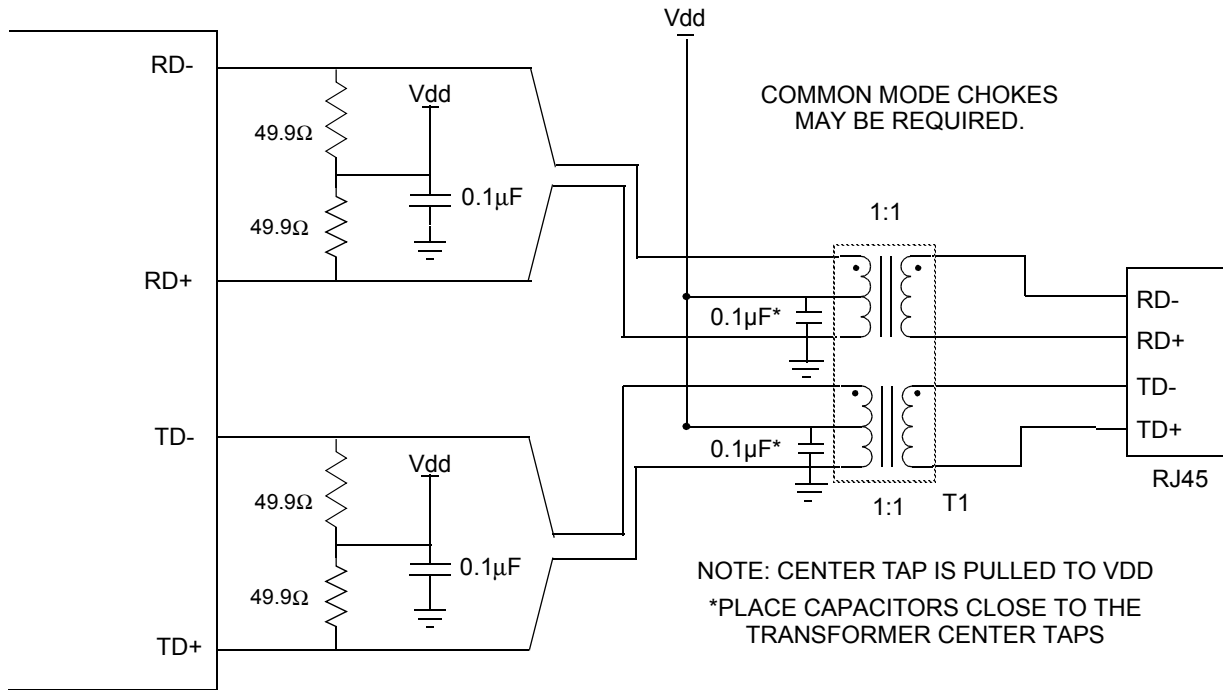 Vdd
RD-
Vdd
COMMON MODE CHOKES
MAY BE REQUIRED.
49.9Ω
0.1μF
49.9Ω
1:1
RD+
0.1μF*
RD-
RD+
TD-
TD+
TD-
Vdd
0.1μF*
RJ45
49.9Ω
1:1
T1
0.1μF
49.9Ω
NOTE: CENTER TAP IS PULLED TO VDD
*PLACE CAPACITORS CLOSE TO THE
TRANSFORMER CENTER TAPS
TD+